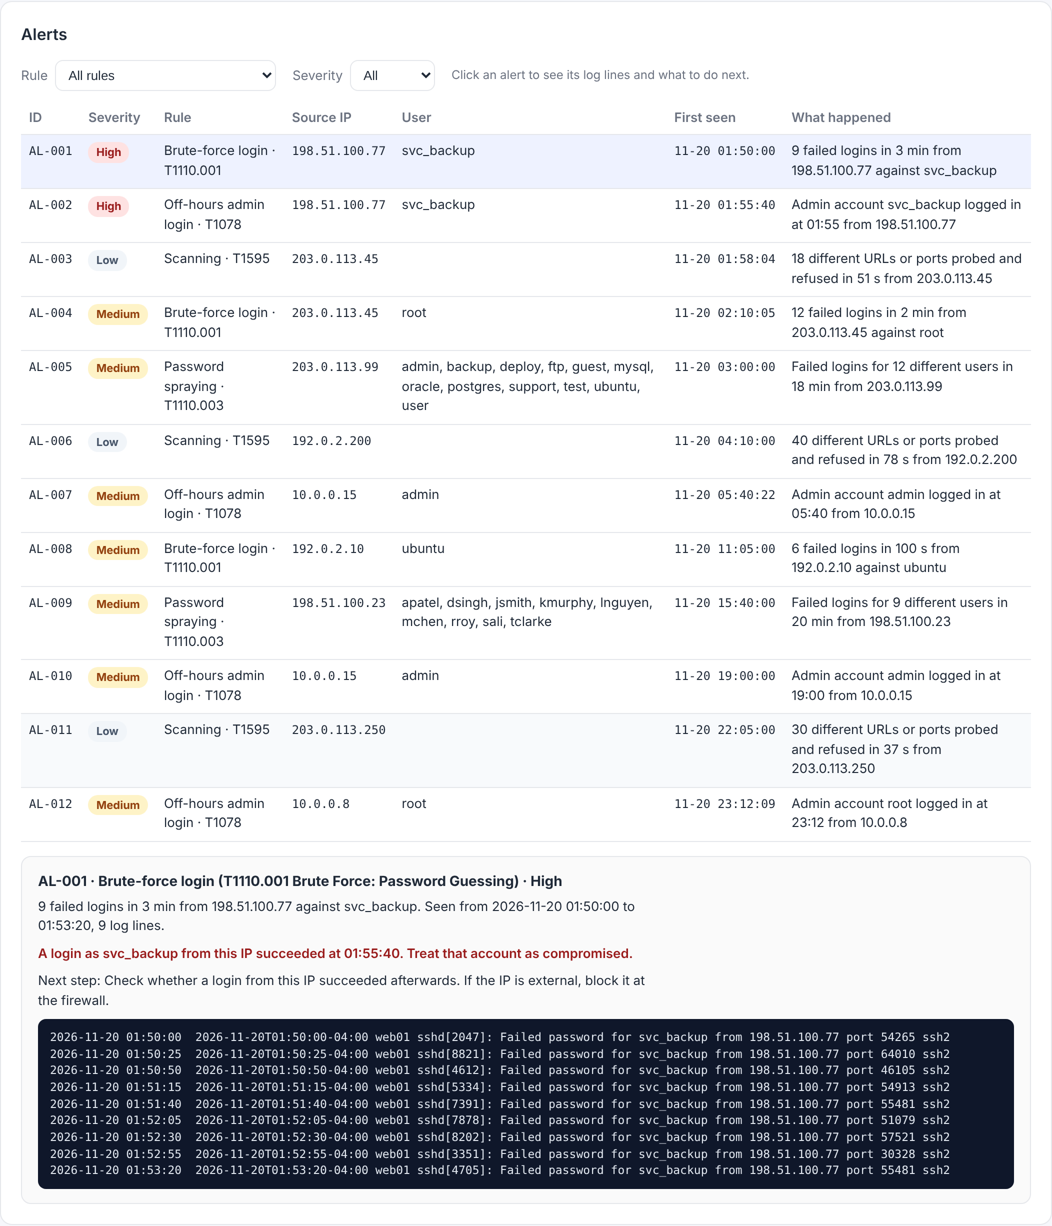 Alerts
Rule All rules Severity All Click an alert to see its log lines and what to do next.
ID Severity Rule Source IP User First seen What happened
AL-001 High Brute-force login · T1110.001 198.51.100.77 svc_backup 11-20 01:50:00 9 failed logins in 3 min from 198.51.100.77 against svc_backup
AL-002 High Off-hours admin login · T1078 198.51.100.77 svc_backup 11-20 01:55:40 Admin account svc_backup logged in at 01:55 from 198.51.100.77
AL-003 Low Scanning · T1595 203.0.113.45 11-20 01:58:04 18 different URLs or ports probed and refused in 51 s from 203.0.113.45
AL-004 Medium Brute-force login · T1110.001 203.0.113.45 root 11-20 02:10:05 12 failed logins in 2 min from 203.0.113.45 against root
AL-005 Medium Password spraying · T1110.003 203.0.113.99 admin, backup, deploy, ftp, guest, mysql, oracle, postgres, support, test, ubuntu, user 11-20 03:00:00 Failed logins for 12 different users in 18 min from 203.0.113.99
AL-006 Low Scanning · T1595 192.0.2.200 11-20 04:10:00 40 different URLs or ports probed and refused in 78 s from 192.0.2.200
AL-007 Medium Off-hours admin login · T1078 10.0.0.15 admin 11-20 05:40:22 Admin account admin logged in at 05:40 from 10.0.0.15
AL-008 Medium Brute-force login · T1110.001 192.0.2.10 ubuntu 11-20 11:05:00 6 failed logins in 100 s from 192.0.2.10 against ubuntu
AL-009 Medium Password spraying · T1110.003 198.51.100.23 apatel, dsingh, jsmith, kmurphy, lnguyen, mchen, rroy, sali, tclarke 11-20 15:40:00 Failed logins for 9 different users in 20 min from 198.51.100.23
AL-010 Medium Off-hours admin login · T1078 10.0.0.15 admin 11-20 19:00:00 Admin account admin logged in at 19:00 from 10.0.0.15
AL-011 Low Scanning · T1595 203.0.113.250 11-20 22:05:00 30 different URLs or ports probed and refused in 37 s from 203.0.113.250
AL-012 Medium Off-hours admin login · T1078 10.0.0.8 root 11-20 23:12:09 Admin account root logged in at 23:12 from 10.0.0.8
AL-001 · Brute-force login (T1110.001 Brute Force: Password Guessing) · High
9 failed logins in 3 min from 198.51.100.77 against svc_backup. Seen from 2026-11-20 01:50:00 to
01:53:20, 9 log lines.
A login as svc_backup from this IP succeeded at 01:55:40. Treat that account as compromised.
Next step: Check whether a login from this IP succeeded afterwards. If the IP is external, block it at
the firewall.
2026-11-20 01:50:00 2026-11-20T01:50:00-04:00 web01 sshd[2047]: Failed password for svc_backup from 198.51.100.77 port 54265 ssh2
2026-11-20 01:50:25 2026-11-20T01:50:25-04:00 web01 sshd[8821]: Failed password for svc_backup from 198.51.100.77 port 64010 ssh2
2026-11-20 01:50:50 2026-11-20T01:50:50-04:00 web01 sshd[4612]: Failed password for svc_backup from 198.51.100.77 port 46105 ssh2
2026-11-20 01:51:15 2026-11-20T01:51:15-04:00 web01 sshd[5334]: Failed password for svc_backup from 198.51.100.77 port 54913 ssh2
2026-11-20 01:51:40 2026-11-20T01:51:40-04:00 web01 sshd[7391]: Failed password for svc_backup from 198.51.100.77 port 55481 ssh2
2026-11-20 01:52:05 2026-11-20T01:52:05-04:00 web01 sshd[7878]: Failed password for svc_backup from 198.51.100.77 port 51079 ssh2
2026-11-20 01:52:30 2026-11-20T01:52:30-04:00 web01 sshd[8202]: Failed password for svc_backup from 198.51.100.77 port 57521 ssh2
2026-11-20 01:52:55 2026-11-20T01:52:55-04:00 web01 sshd[3351]: Failed password for svc_backup from 198.51.100.77 port 30328 ssh2
2026-11-20 01:53:20 2026-11-20T01:53:20-04:00 web01 sshd[4705]: Failed password for svc_backup from 198.51.100.77 port 55481 ssh2